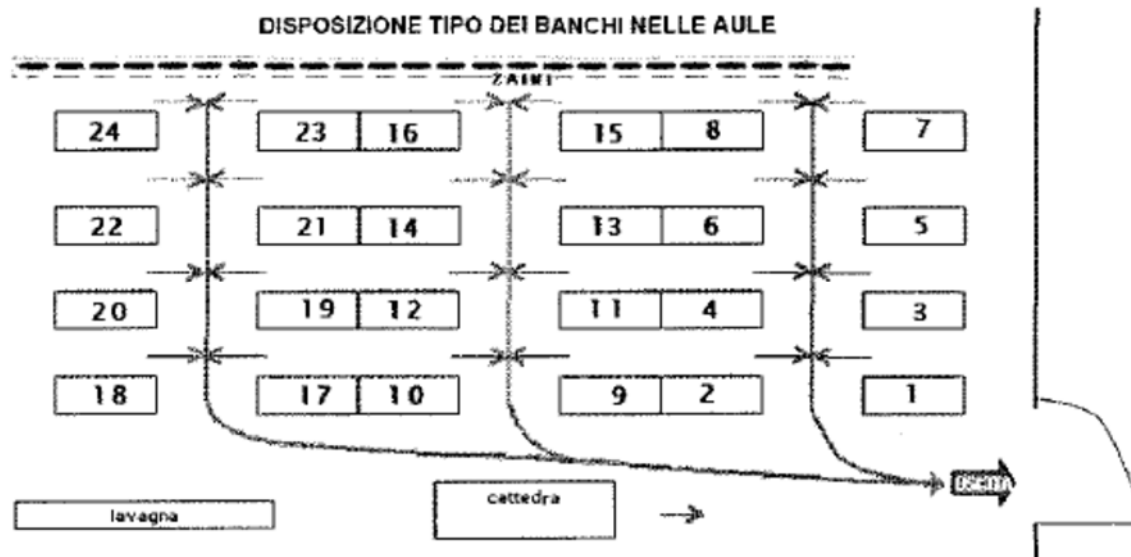 DISPOSIZIONE TIPO DEI BANCHI NELLE AULE
ZAINI
24 23 16 15 8 7
22 21 14 13 6 5
20 19 12 11 4 3
18 17 10 9 2 1
USCITA
cattedra
lavagna